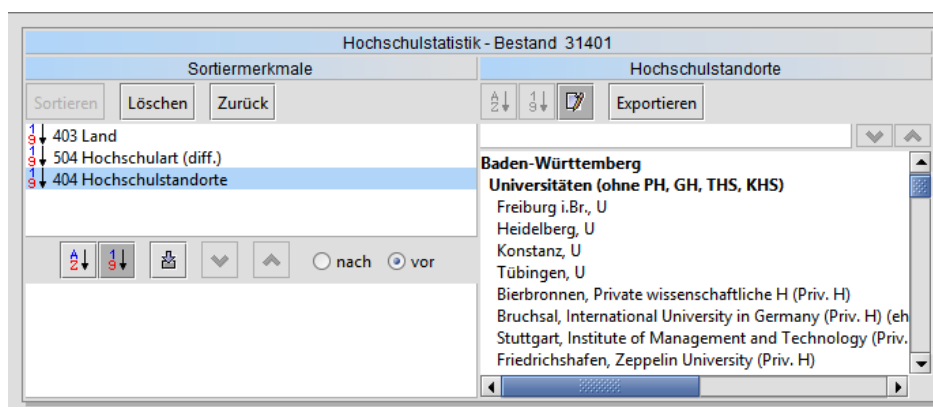 Hochschulstatistik - Bestand 31401
Sortiermerkmale
Hochschulstandorte
Sortieren Löschen Zurück
Exportieren
403 Land
504 Hochschulart (diff.)
404 Hochschulstandorte
nach vor
Baden-Württemberg
Universitäten (ohne PH, GH, THS, KHS)
Freiburg i.Br., U
Heidelberg, U
Konstanz, U
Tübingen, U
Bierbronnen, Private wissenschaftliche H (Priv. H)
Bruchsal, International University in Germany (Priv. H) (eh
Stuttgart, Institute of Management and Technology (Priv.
Friedrichshafen, Zeppelin University (Priv. H)